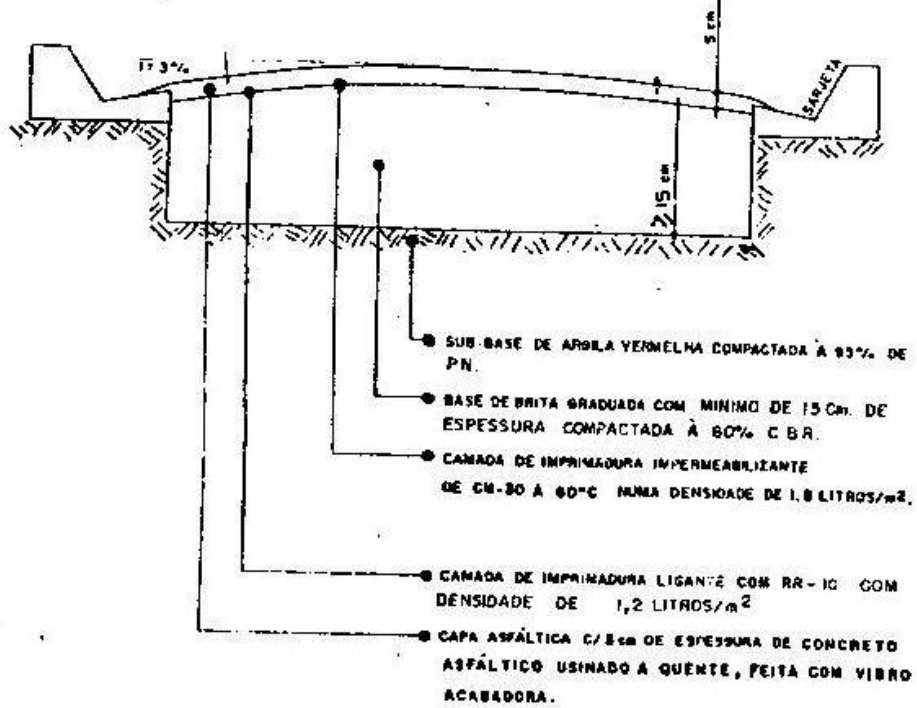 5 cm
i= 3%
SARJETA
≥ 15 cm
SUB-BASE DE ARGILA VERMELHA COMPACTADA À 95% DE
PN.
BASE DE BRITA GRADUADA COM MINIMO DE 15 Cm. DE
ESPESSURA COMPACTADA À 80% C B R.
CAMADA DE IMPRIMADURA IMPERMEABILIZANTE
DE CM-30 A 60°C NUMA DENSIDADE DE 1,8 LITROS/m².
CAMADA DE IMPRIMADURA LIGANTE COM RR-1C COM
DENSIDADE DE 1,2 LITROS/m²
CAPA ASFÁLTICA C/5cm DE ESPESSURA DE CONCRETO
ASFÁLTICO USINADO A QUENTE, FEITA COM VIBRO
ACABADORA.